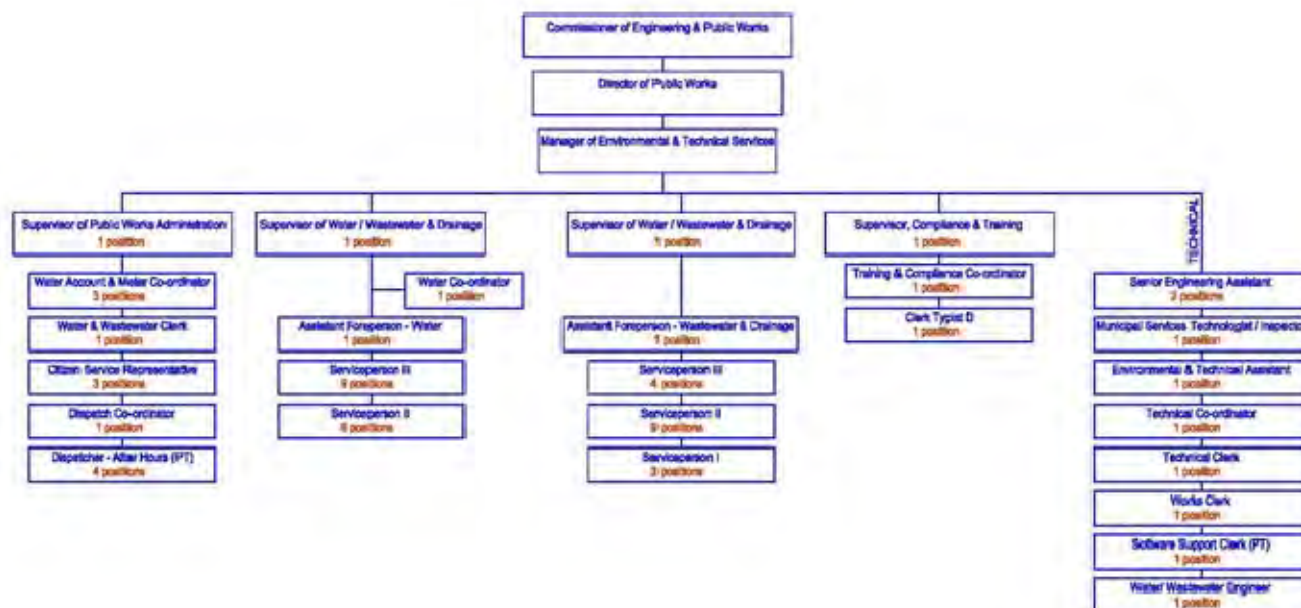 Commissioner of Engineering & Public Works
Director of Public Works
Manager of Environmental & Technical Services
Supervisor of Public Works Administration
1 position
Water Account & Meter Co-ordinator
3 positions
Water & Wastewater Clerk
1 position
Citizen Service Representative
3 positions
Dispatch Co-ordinator
1 position
Dispatcher - After Hours (PT)
4 positions
Supervisor of Water / Wastewater & Drainage
1 position
Water Co-ordinator
1 position
Assistant Foreperson - Water
1 position
Serviceperson III
9 positions
Serviceperson II
positions
Supervisor of Water / Wastewater & Drainage
1 position
Assistant Foreperson - Wastewater & Drainage
1 position
Serviceperson III
4 positions
Serviceperson II
9 positions
Serviceperson I
3 positions
Supervisor, Compliance & Training
1 position
Training & Compliance Co-ordinator
1 position
Clerk Typist D
1 position
TECHNICAL
Senior Engineering Assistant
positions
Municipal Services Technologist / Inspecto
1 position
Environmental & Technical Assistant
1 position
Technical Co-ordinator
1 position
Technical Clerk
1 position
Works Clerk
1 position
Software Support Clerk (PT)
1 position
Water/ Wastewater Engineer
1 position